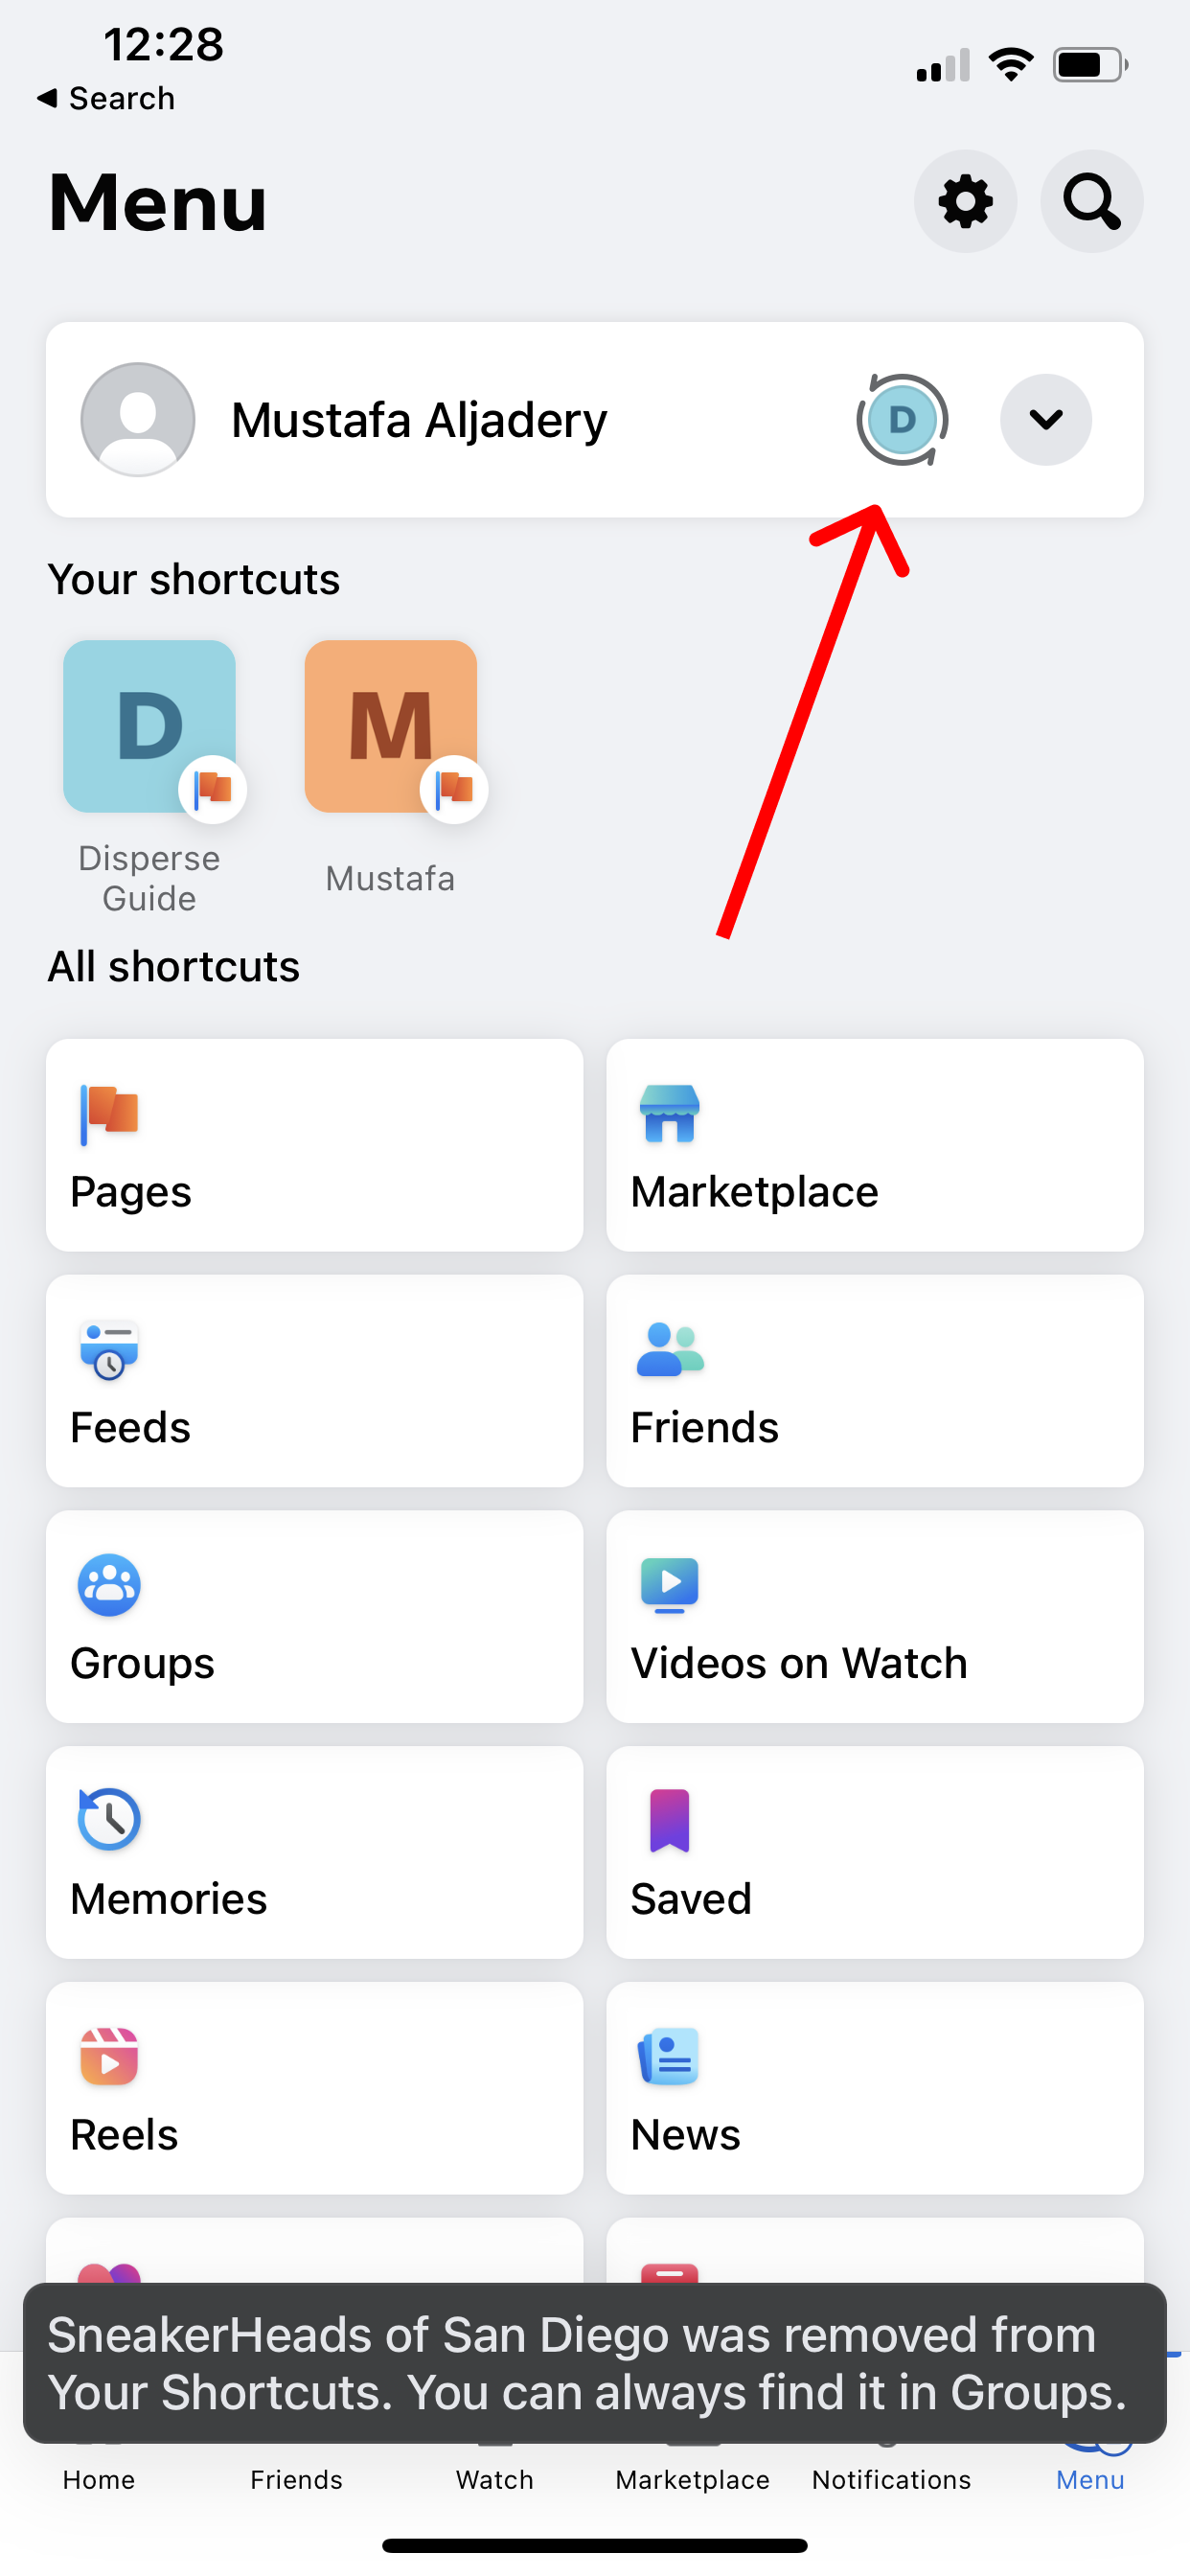 12:28
Search
Menu
Mustafa Aljadery
D
Your shortcuts
D
M
Disperse
Guide
Mustafa
All shortcuts
Pages
Marketplace
Feeds
Friends
Groups
Videos on Watch
Memories
Saved
Reels
News
SneakerHeads of San Diego was removed from
Your Shortcuts. You can always find it in Groups.
Home
Friends
Watch
Marketplace
Notifications
Menu